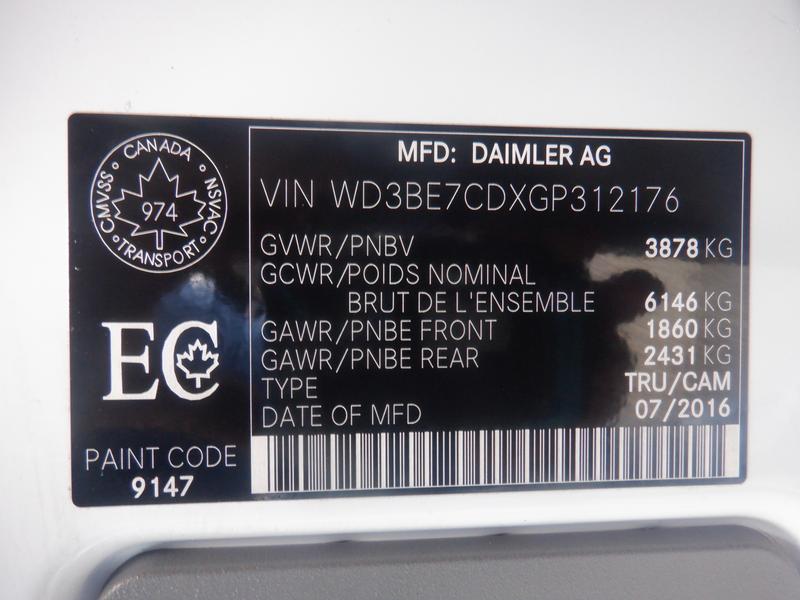 CANADA
CMVSS
NSVAC
974
TRANSPORT
EC
PAINT CODE
9147
MFD: DAIMLER AG
VIN WD3BE7CDXGP312176
GVWR/PNBV 3878 KG
GCWR/POIDS NOMINAL
BRUT DE L'ENSEMBLE 6146 KG
GAWR/PNBE FRONT 1860 KG
GAWR/PNBE REAR 2431 KG
TYPE TRU/CAM
DATE OF MFD 07/2016